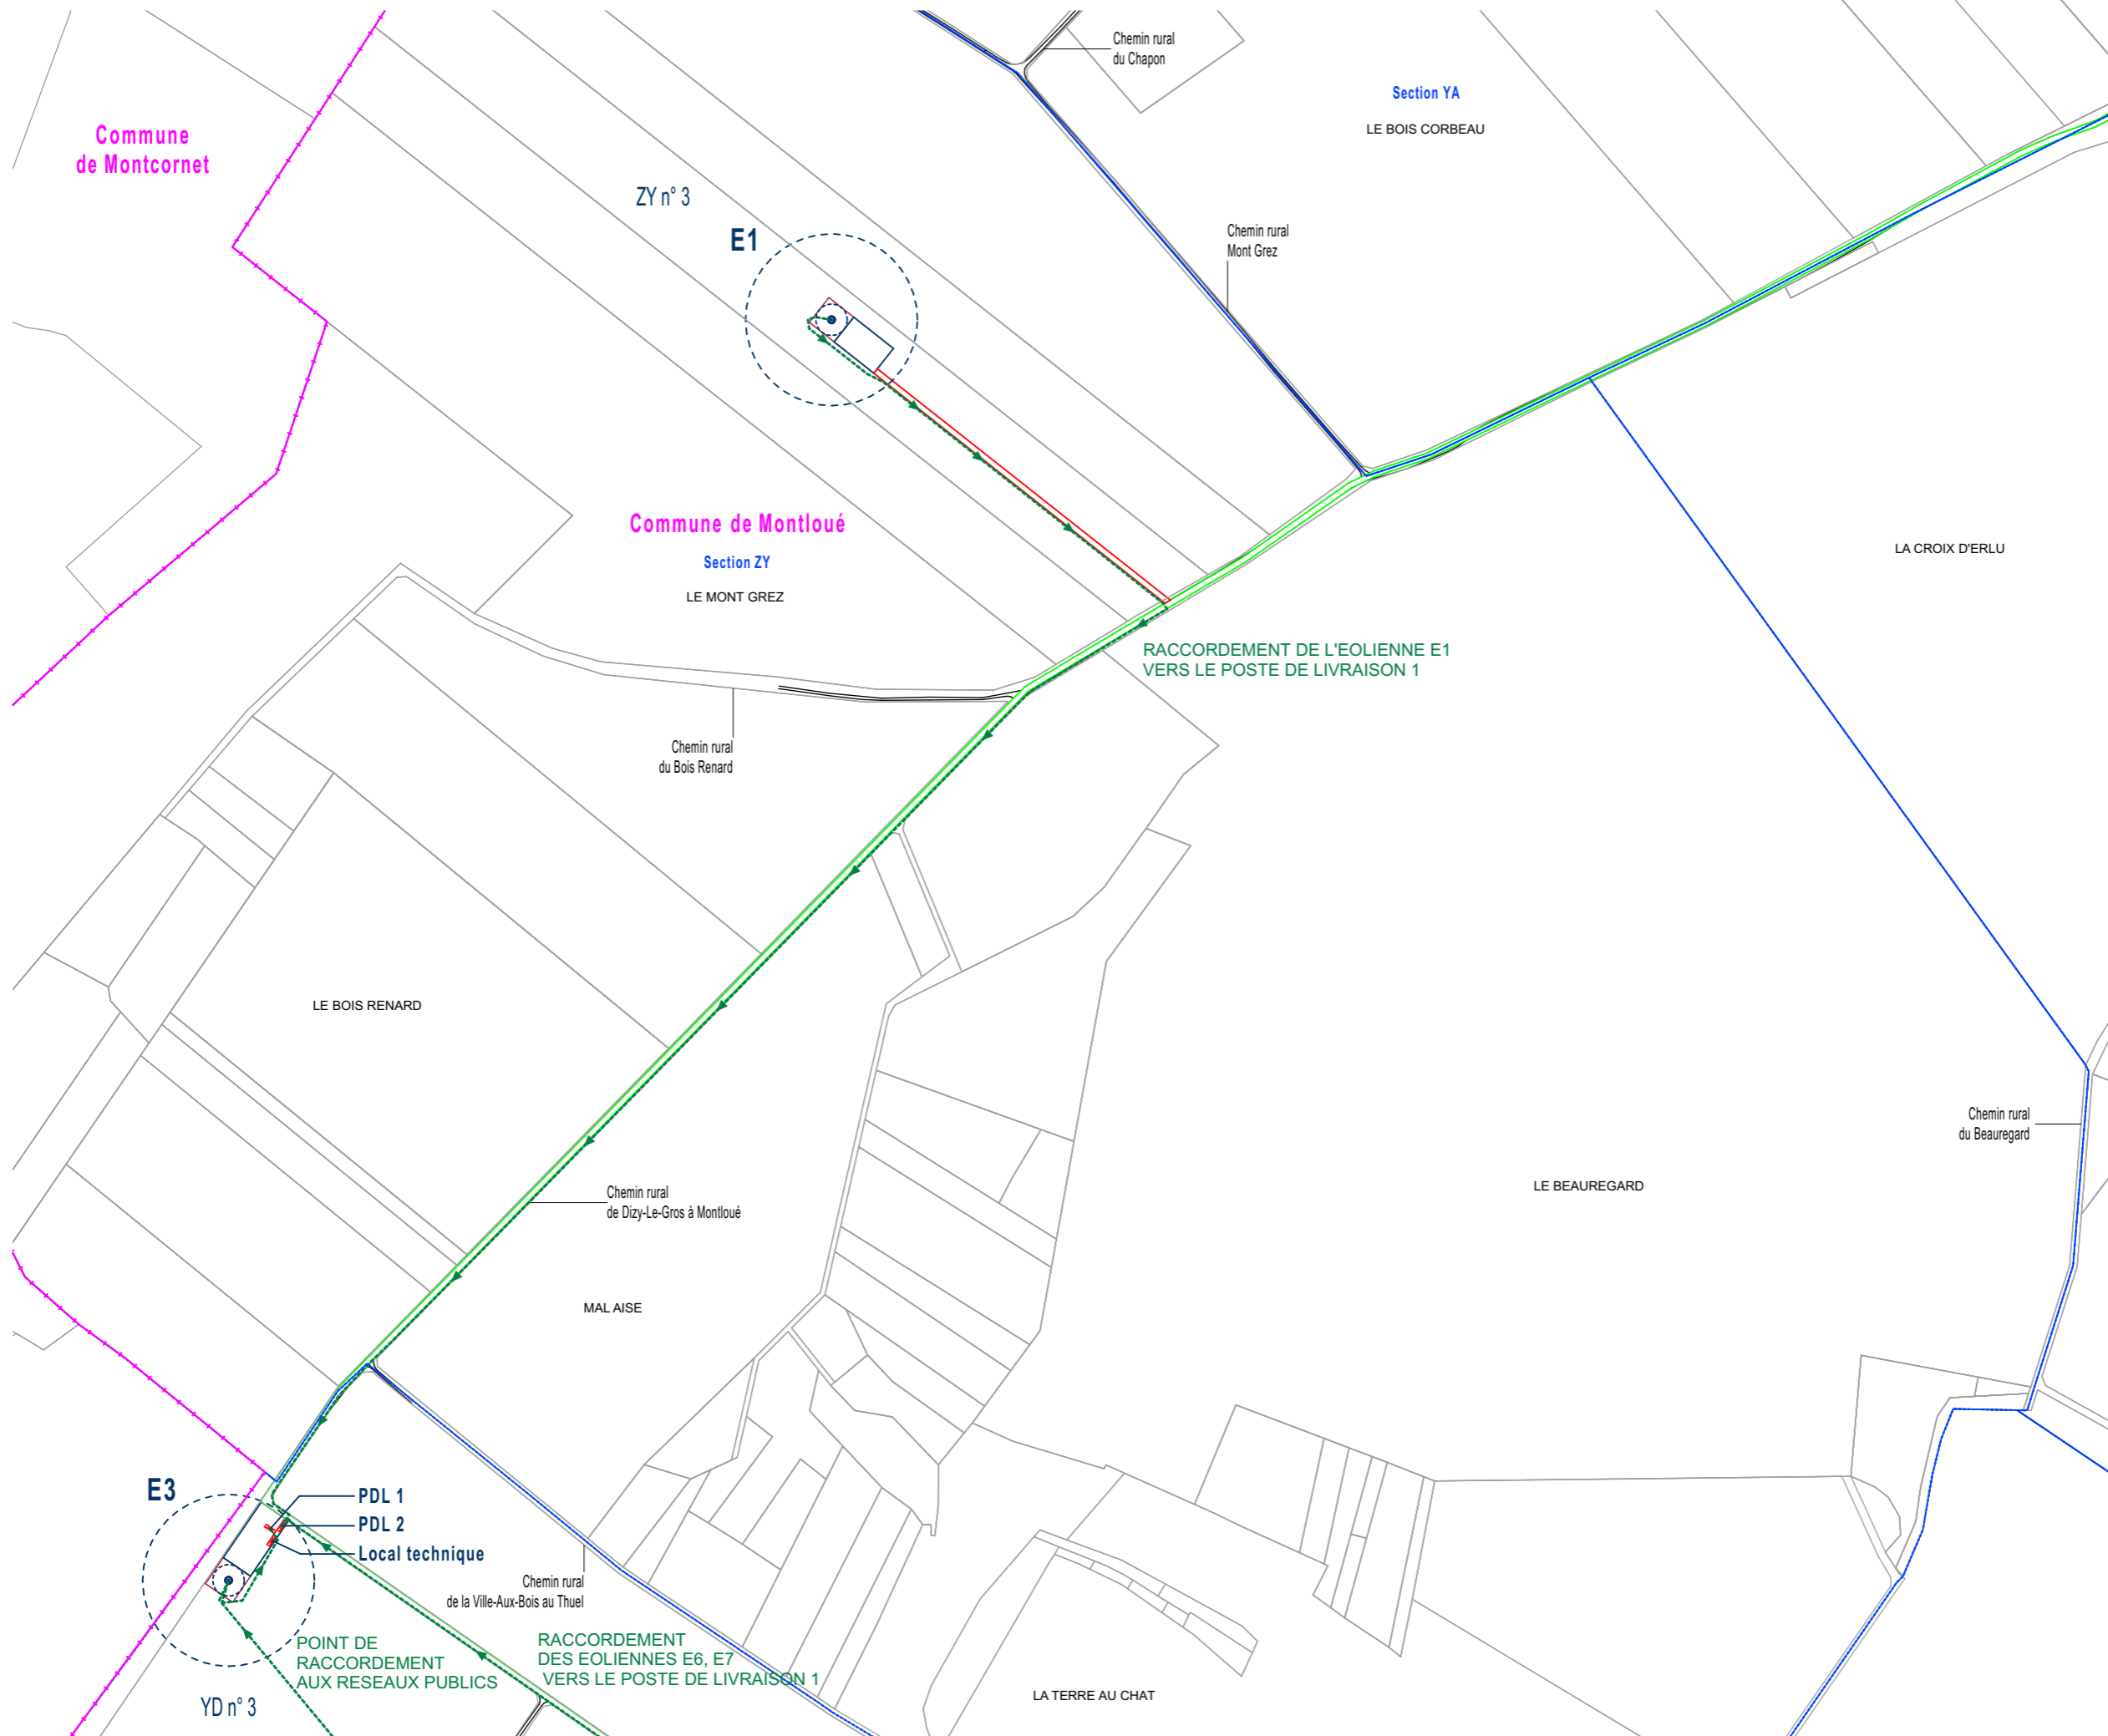 Chemin rural
du Chapon
Section YA
LE BOIS CORBEAU
Commune
de Montcornet
ZY n° 3
E1
Chemin rural
Mont Grez
Commune de Montloué
Section ZY
LE MONT GREZ
LA CROIX D'ERLU
RACCORDEMENT DE L'EOLIENNE E1
VERS LE POSTE DE LIVRAISON 1
Chemin rural
du Bois Renard
LE BOIS RENARD
Chemin rural
du Beauregard
Chemin rural
de Dizy-Le-Gros à Montloué
LE BEAUREGARD
MAL AISE
E3
PDL 1
PDL 2
Local technique
Chemin rural
de la Ville-Aux-Bois au Thuel
POINT DE
RACCORDEMENT
AUX RESEAUX PUBLICS
RACCORDEMENT
DES EOLIENNES E6, E7
VERS LE POSTE DE LIVRAISON 1
YD n° 3
LA TERRE AU CHAT